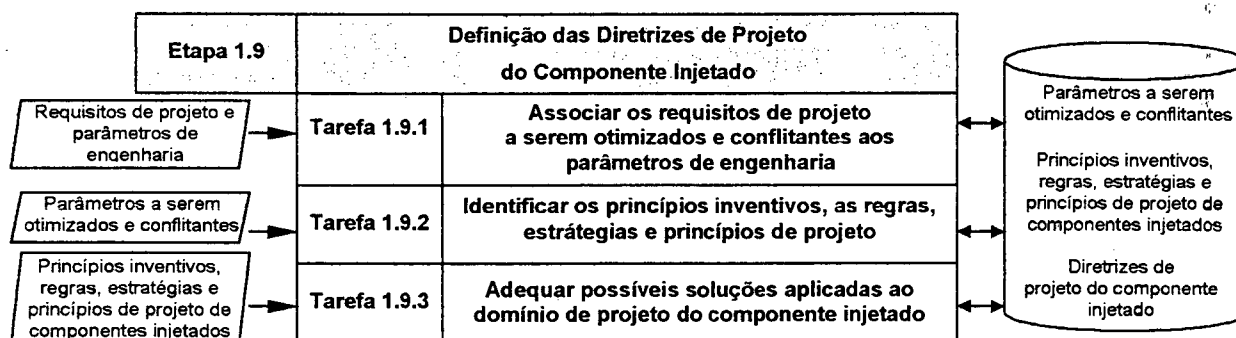 Etapa 1.9
Definição das Diretrizes de Projeto
do Componente Injetado
Requisitos de projeto e
parâmetros de
engenharia
Tarefa 1.9.1
Associar os requisitos de projeto
a serem otimizados e conflitantes aos
parâmetros de engenharia
Parâmetros a serem
otimizados e conflitantes
Tarefa 1.9.2
Identificar os princípios inventivos, as regras,
estrátegias e princípios de projeto
Princípios inventivos,
regras, estratégias e
princípios de projeto de
componentes injetados
Tarefa 1.9.3
Adequar possíveis soluções aplicadas ao
domínio de projeto do componente injetado
Parâmetros a serem
otimizados e conflitantes
Princípios inventivos,
regras, estratégias e
princípios de projeto de
componentes injetados
Diretrizes de
projeto do componente
injetado